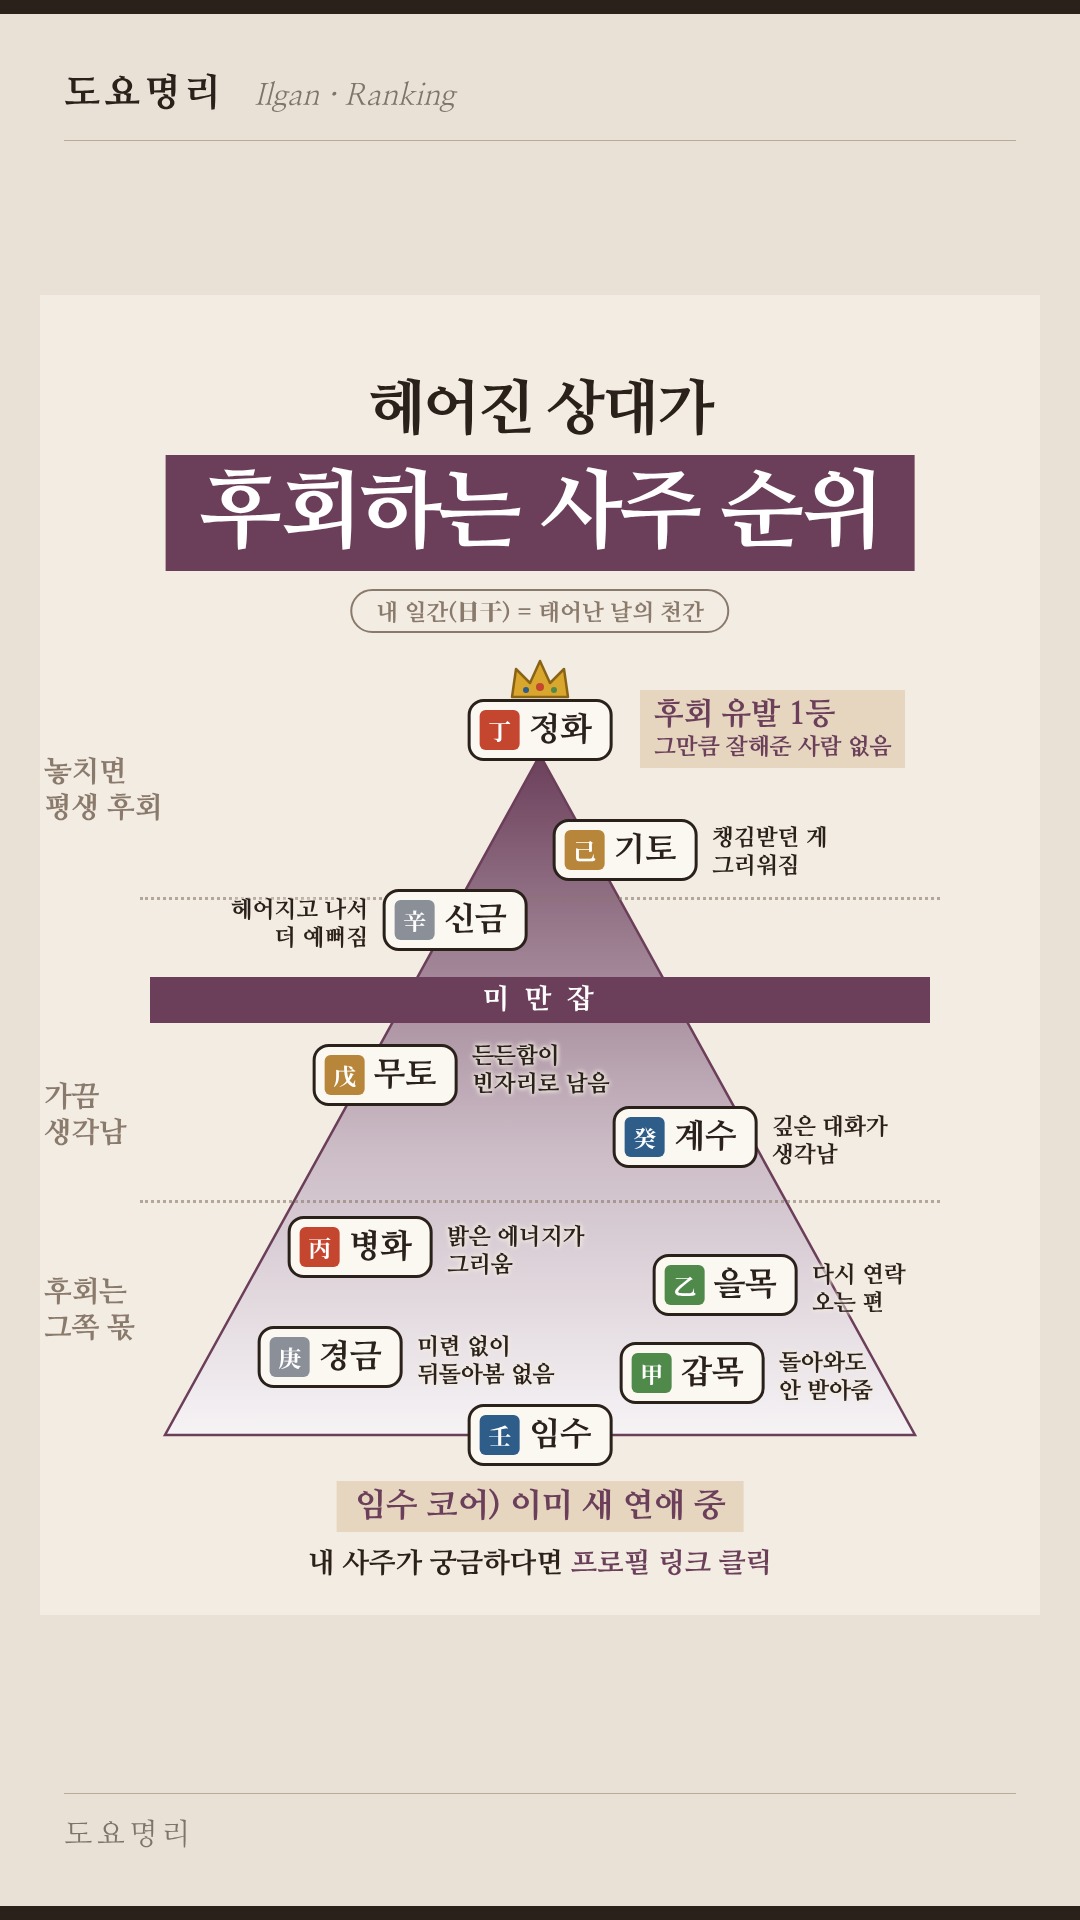 도요명리 Ilgan · Ranking
헤어진 상대가
후회하는 사주 순위
내 일간(日干) = 태어난 날의 천간
丁 정화
후회 유발 1등
그만큼 잘해준 사람 없음
놓치면
평생 후회
己 기토
챙김받던 게
그리워짐
헤어지고 나서
더 예뻐짐
辛 신금
미만잡
戊 무토
든든함이
빈자리로 남음
가끔
생각남
癸 계수
깊은 대화가
생각남
丙 병화
밝은 에너지가
그리움
乙 을목
다시 연락
오는 편
후회는
그쪽 몫
庚 경금
미련 없이
뒤돌아봄 없음
甲 갑목
돌아와도
안 받아줌
壬 임수
임수 코어) 이미 새 연애 중
내 사주가 궁금하다면 프로필 링크 클릭
도요명리